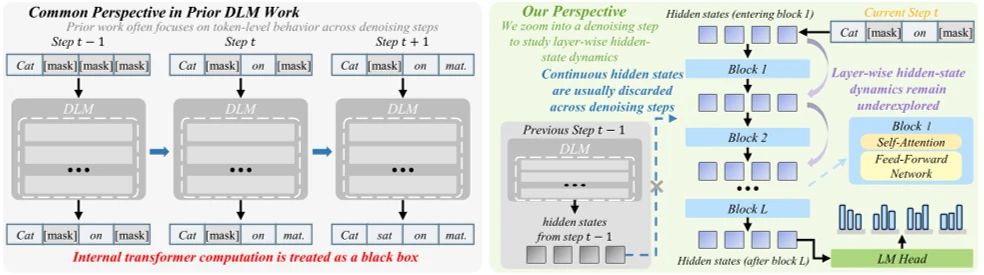 Common Perspective in Prior DLM Work
Prior work often focuses on token-level behavior across denoising steps
Step t − 1
Step t
Step t + 1
Cat [mask] [mask] [mask]
Cat [mask] on [mask]
Cat sat on mat.
DLM
DLM
DLM
•••
•••
•••
Cat [mask] on [mask]
Cat [mask] on mat.
Cat sat on mat.
Internal transformer computation is treated as a black box
Our Perspective
We zoom into a denoising step
to study layer-wise hidden-
state dynamics
Continuous hidden states
are usually discarded
across denoising steps
Previous Step t − 1
DLM
•••
hidden states
from step t − 1
Hidden states (entering block 1)
Block 1
Block 2
•••
Block L
Hidden states (after block L)
Current Step t
Cat [mask] on [mask]
Layer-wise hidden-state
dynamics remain
underexplored
Block 1
Self-Attention
Feed-Forward
Network
LM Head